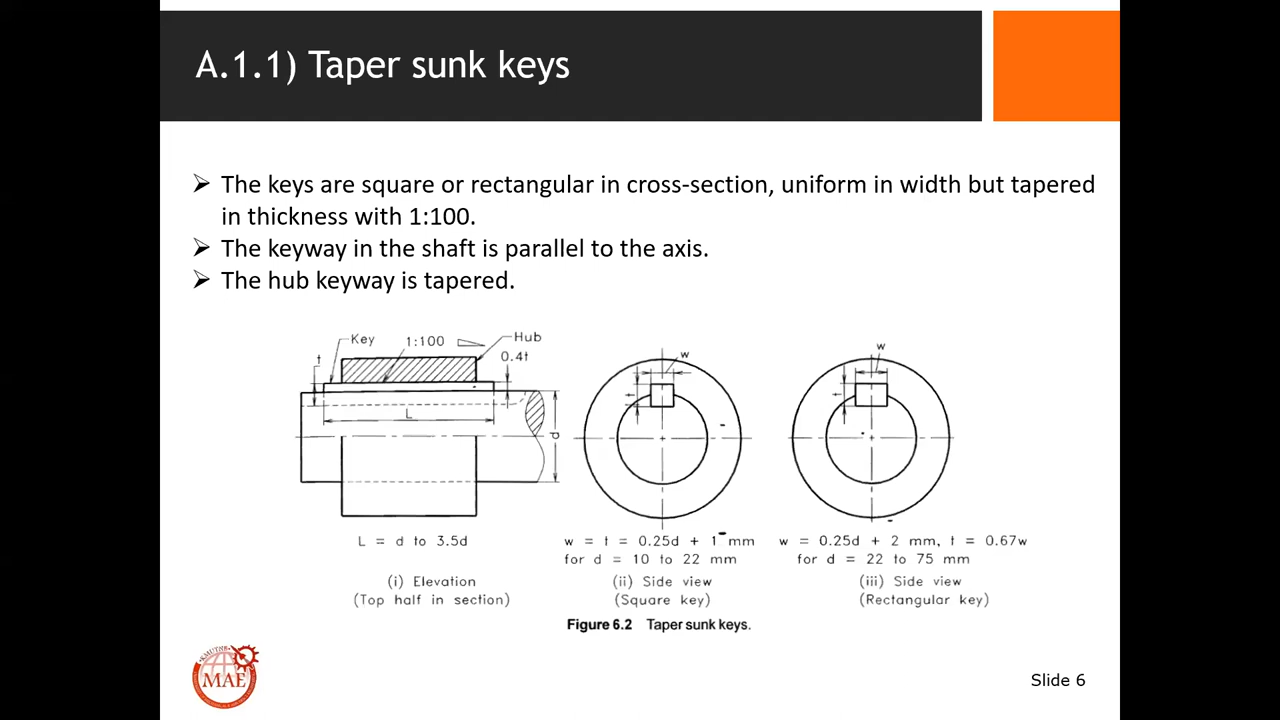 A.1.1) Taper sunk keys
➢ The keys are square or rectangular in cross-section, uniform in width but tapered
in thickness with 1:100.
➢ The keyway in the shaft is parallel to the axis.
➢ The hub keyway is tapered.
Key
1:100
Hub
0.4t
t
L
d
w
t
w
t
L = d to 3.5d
w = t = 0.25d + 1 mm
for d = 10 to 22 mm
w = 0.25d + 2 mm, t = 0.67w
for d = 22 to 75 mm
(i) Elevation
(Top half in section)
(ii) Side view
(Square key)
(iii) Side view
(Rectangular key)
Figure 6.2 Taper sunk keys.
KMUTNB
MAE
Slide 6